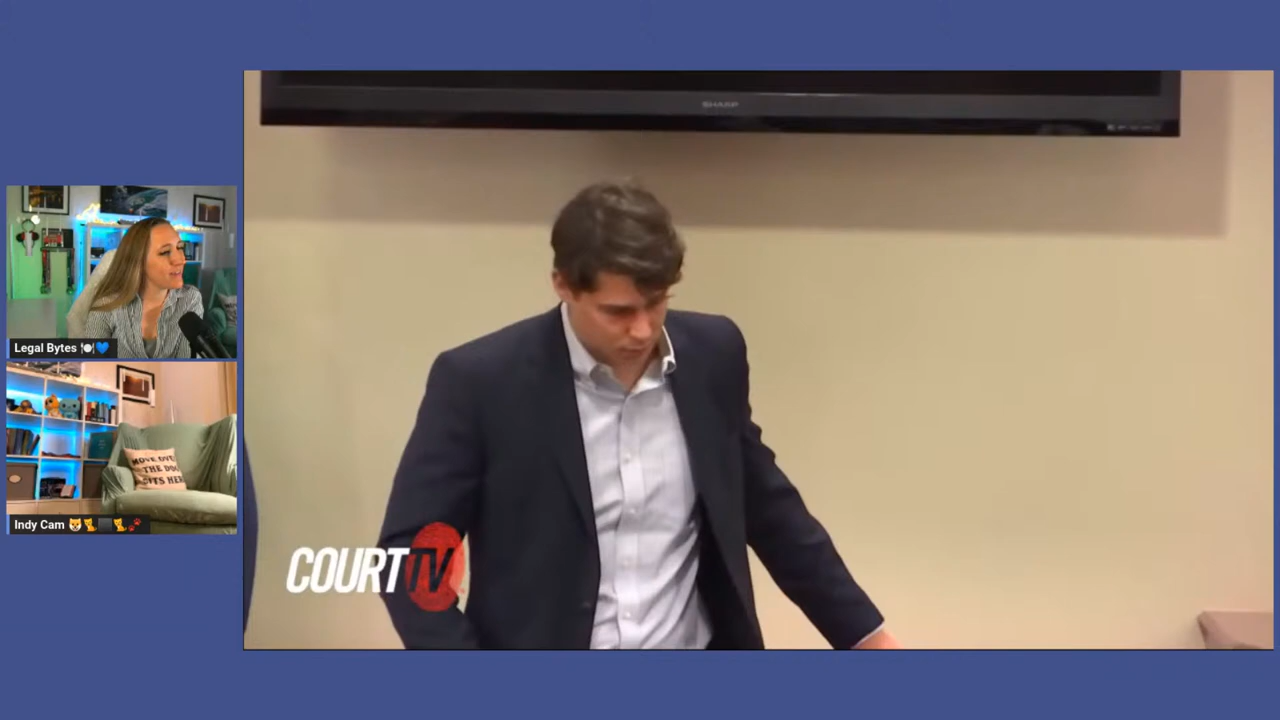 SHARP
Legal Bytes 🍽️💙
MOVE OVER
THE DOG
SITS HERE
Indy Cam
COURT TV